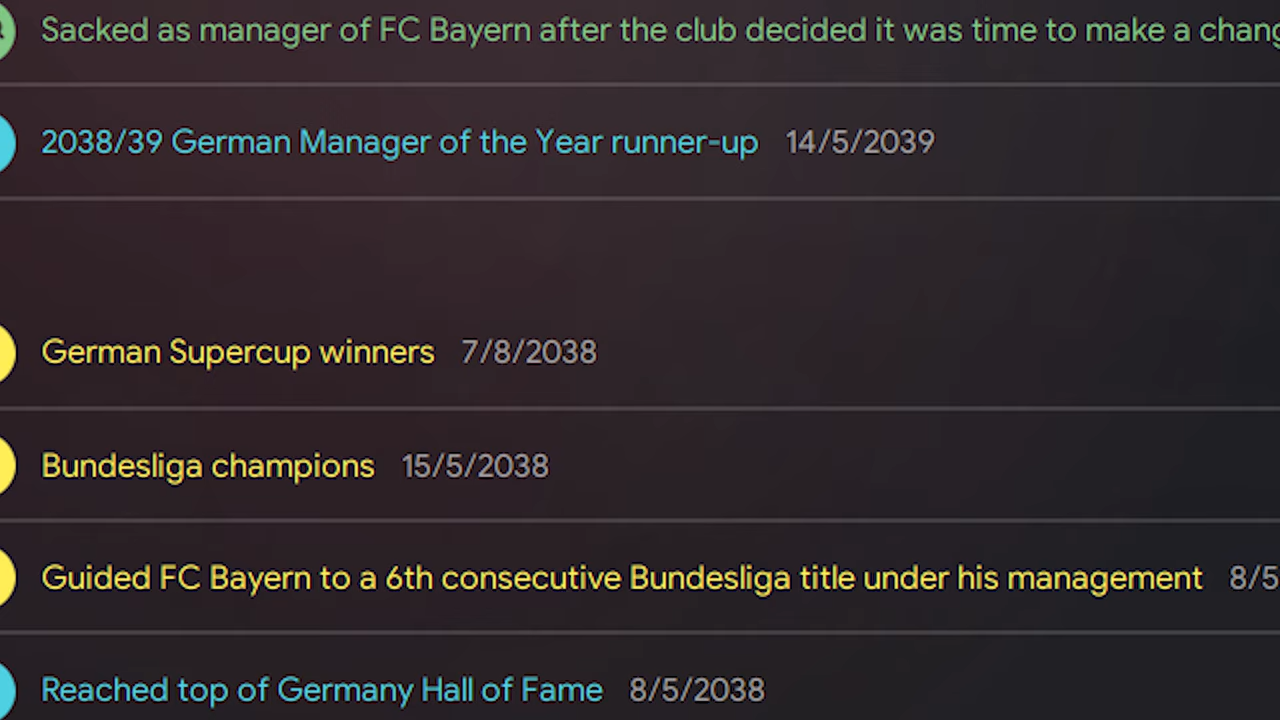 Sacked as manager of FC Bayern after the club decided it was time to make a
2038/39 German Manager of the Year runner-up 14/5/2039
German Supercup winners 7/8/2038
Bundesliga champions 15/5/2038
Guided FC Bayern to a 6th consecutive Bundesliga title under his management 8/5
Reached top of Germany Hall of Fame 8/5/2038